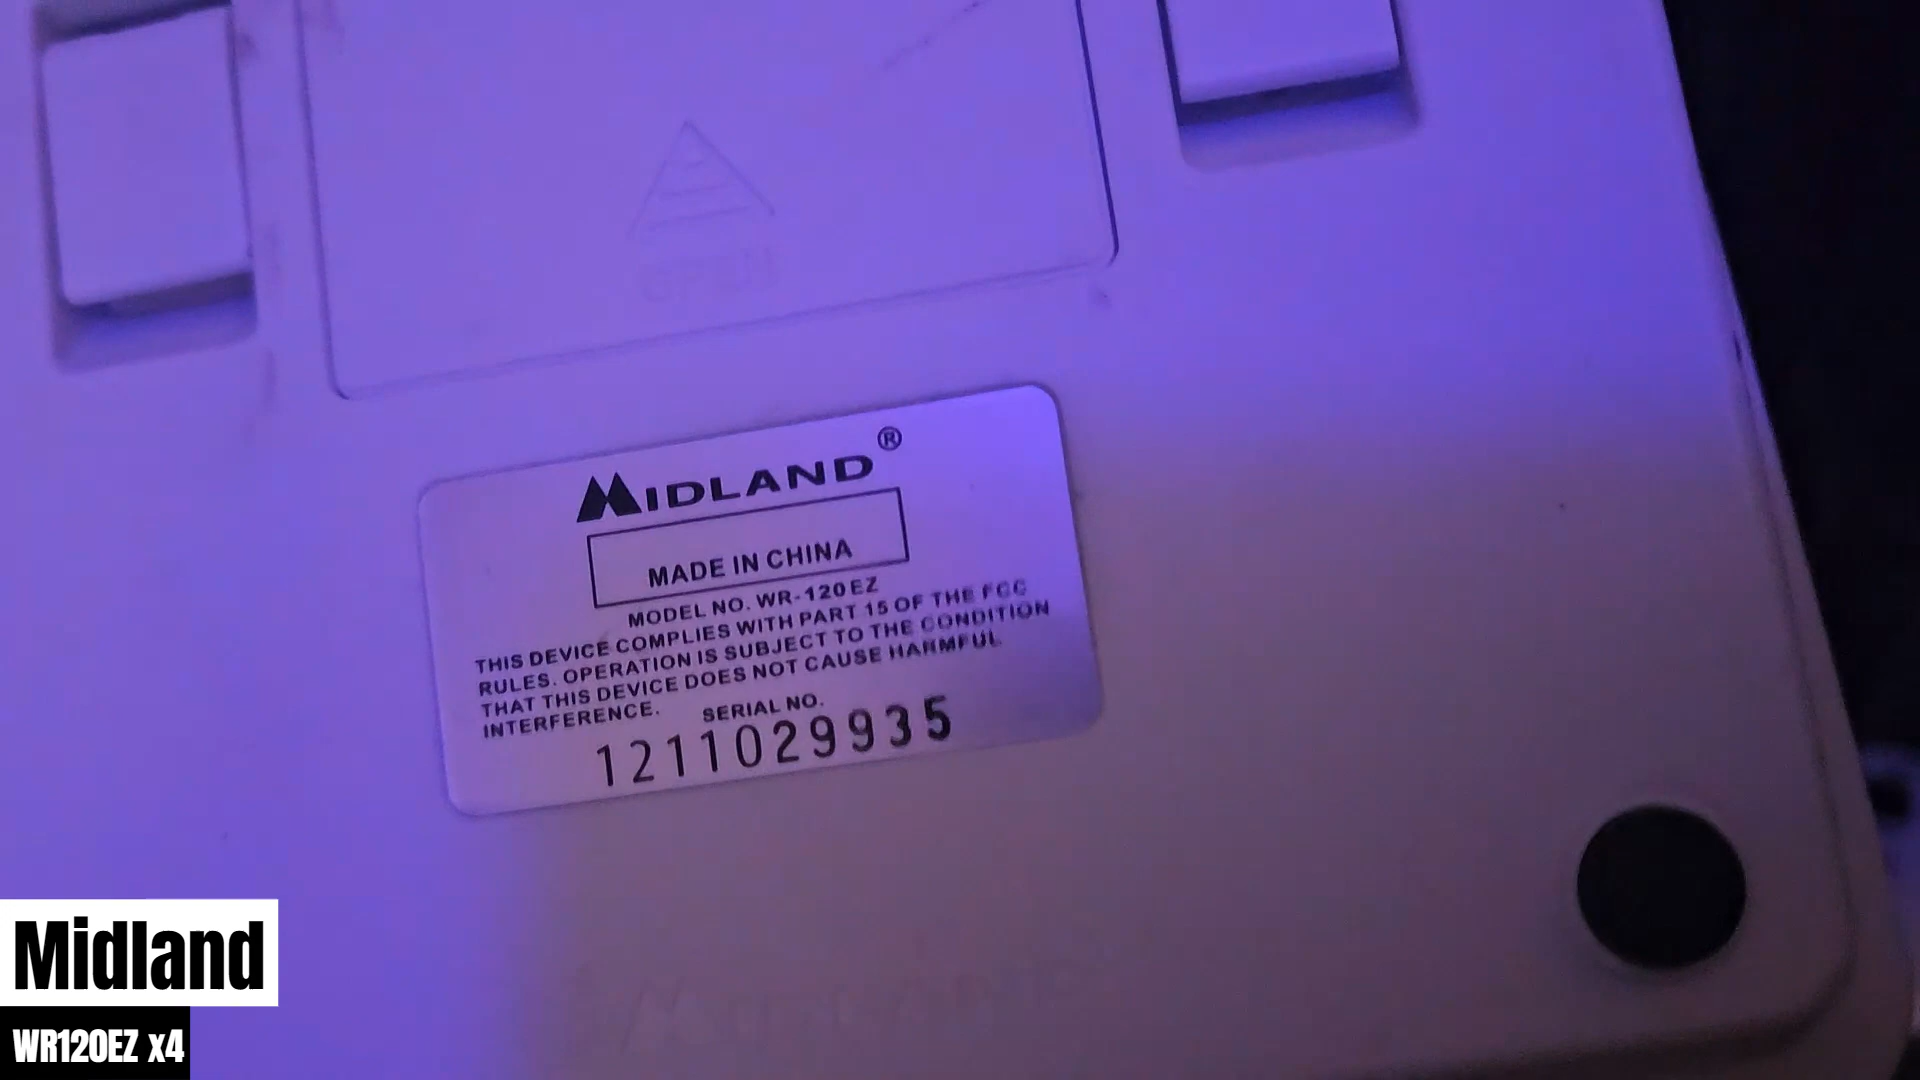 OPEN
MIDLAND®
MADE IN CHINA
MODEL NO. WR-120EZ
THIS DEVICE COMPLIES WITH PART 15 OF THE FCC
RULES. OPERATION IS SUBJECT TO THE CONDITION
THAT THIS DEVICE DOES NOT CAUSE HARMFUL
INTERFERENCE. SERIAL NO.
1211029935
MIDLAND
Midland
WR120EZ x4